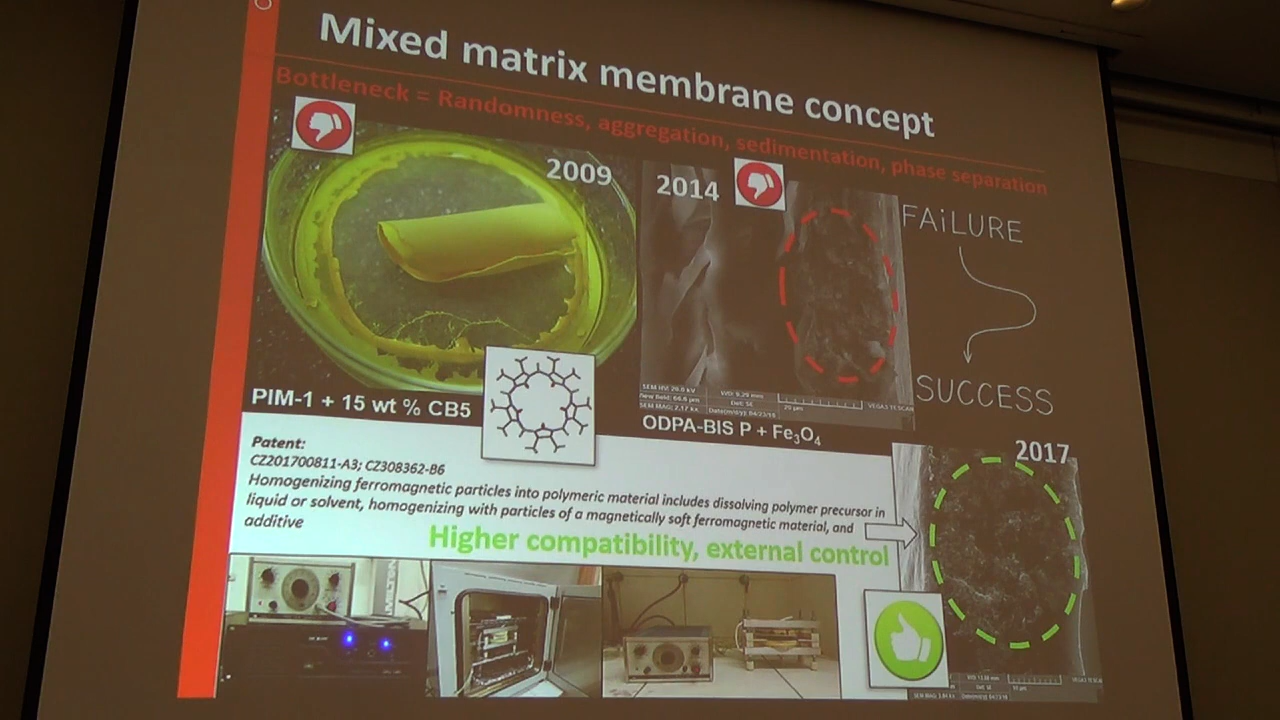 Mixed matrix membrane concept
Bottleneck = Randomness, aggregation, sedimentation, phase separation
2009
2014
FAiLURE
SUCCESS
PIM-1 + 15 wt % CB5
ODPA-BIS P + Fe₃O₄
2017
Patent:
CZ201700811-A3; CZ308362-B6
Homogenizing ferromagnetic particles into polymeric material includes dissolving polymer precursor in
liquid or solvent, homogenizing with particles of a magnetically soft ferromagnetic material, and
additive
Higher compatibility, external control